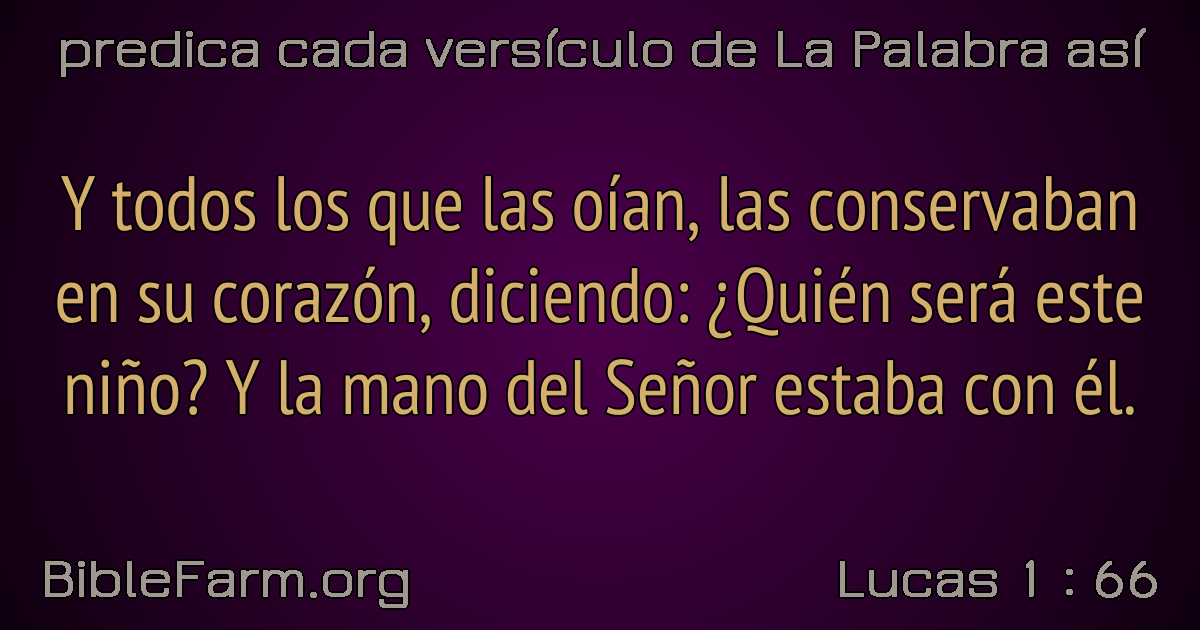 predica cada versículo de La Palabra así
Y todos los que las oían, las conservaban
en su corazón, diciendo: ¿Quién será este
niño? Y la mano del Señor estaba con él.
BibleFarm.org
Lucas 1 : 66